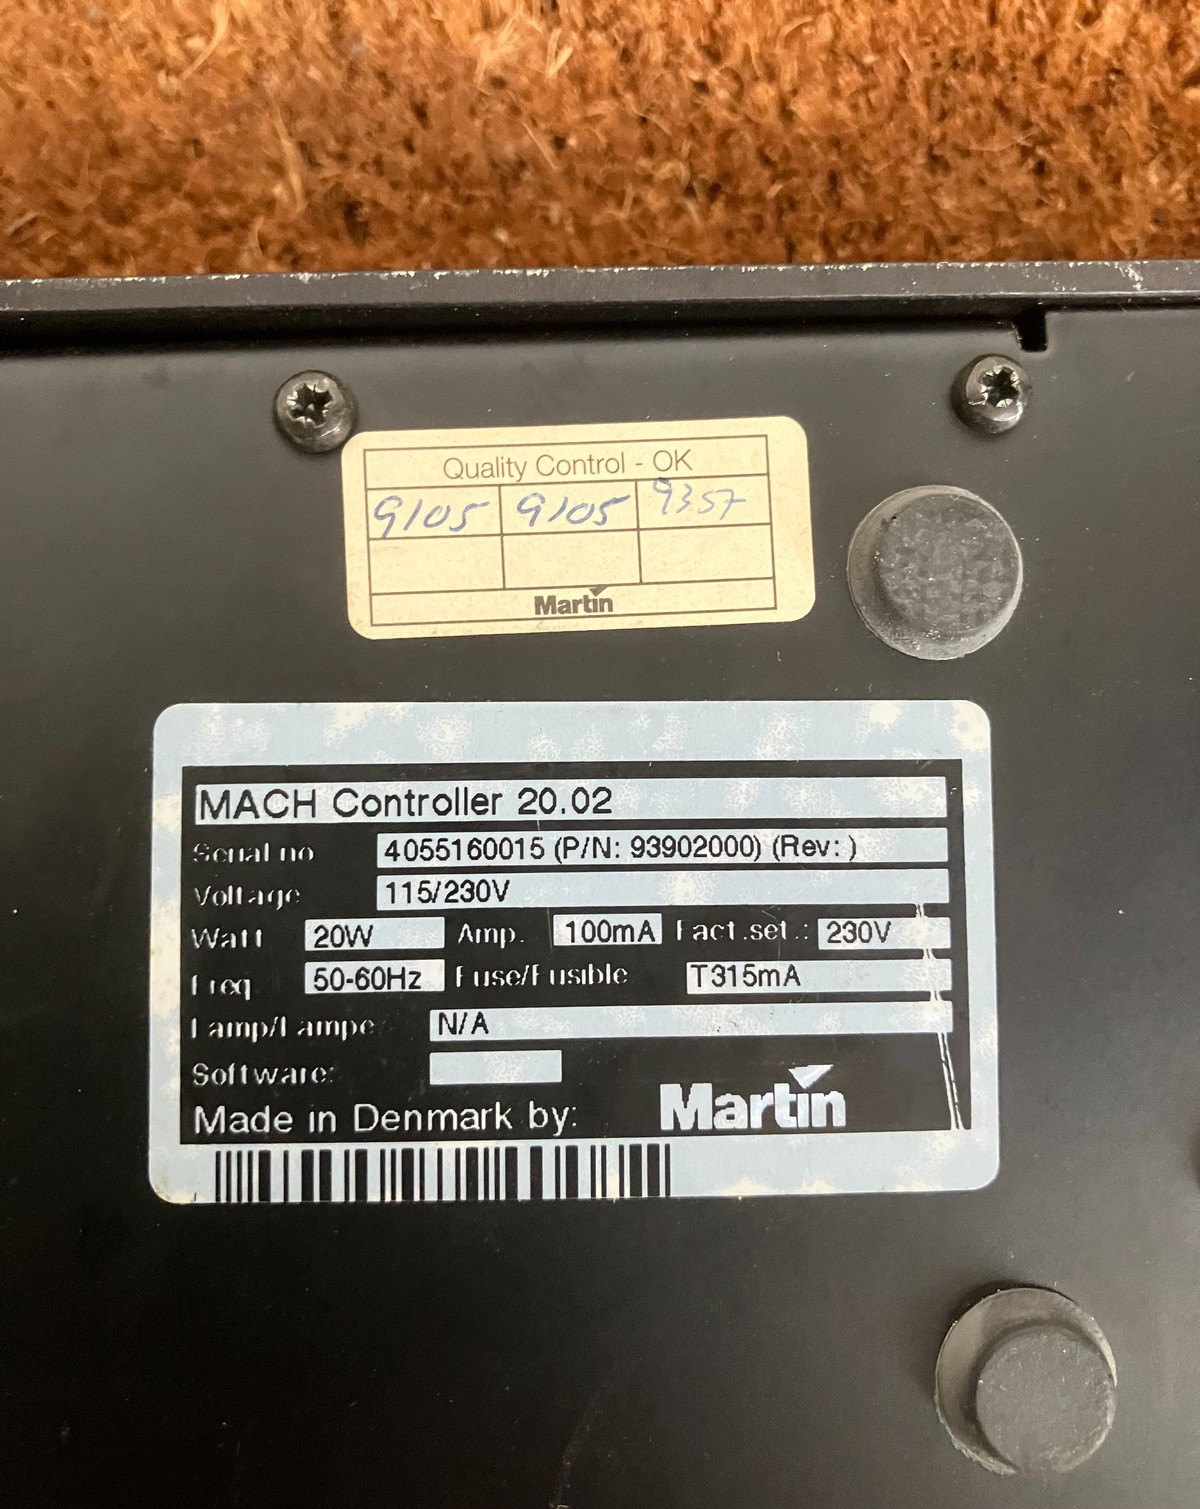 Quality Control - OK
9105 9105 9357
Martin
MACH Controller 20.02
Serial no 4055160015 (P/N: 93902000) (Rev: )
Voltage 115/230V
Watt 20W Amp. 100mA Fact.set.: 230V
Freq 50-60Hz Fuse/Fusible T315mA
Lamp/Lampe N/A
Software:
Made in Denmark by: Martin